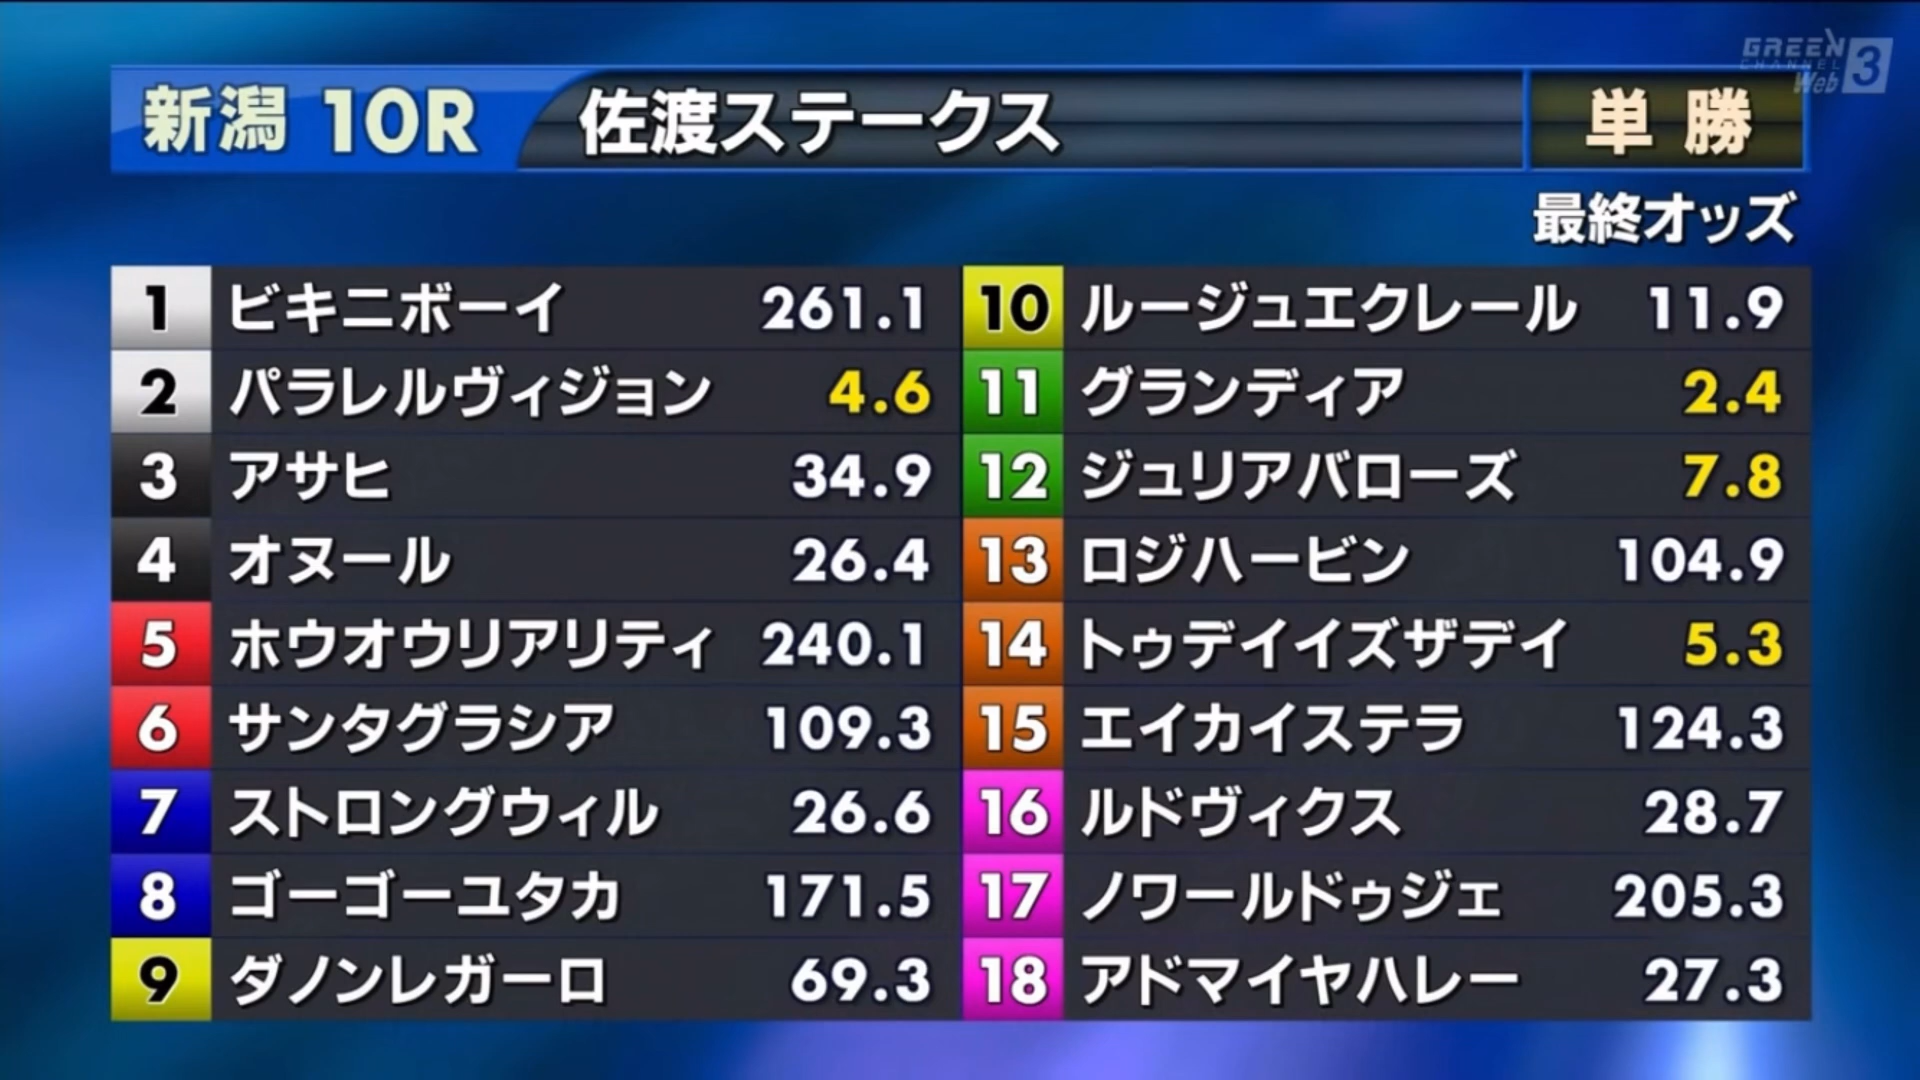 GREEN CHANNEL Web 3
新潟 10R 佐渡ステークス 単勝
最終オッズ
1 ビキニボーイ 261.1
2 パラレルヴィジョン 4.6
3 アサヒ 34.9
4 オヌール 26.4
5 ホウオウリアリティ 240.1
6 サンタグラシア 109.3
7 ストロングウィル 26.6
8 ゴーゴーユタカ 171.5
9 ダノンレガーロ 69.3
10 ルージュエクレール 11.9
11 グランディア 2.4
12 ジュリアバローズ 7.8
13 ロジハービン 104.9
14 トゥデイイズザデイ 5.3
15 エイカイステラ 124.3
16 ルドヴィクス 28.7
17 ノワールドゥジェ 205.3
18 アドマイヤハレー 27.3